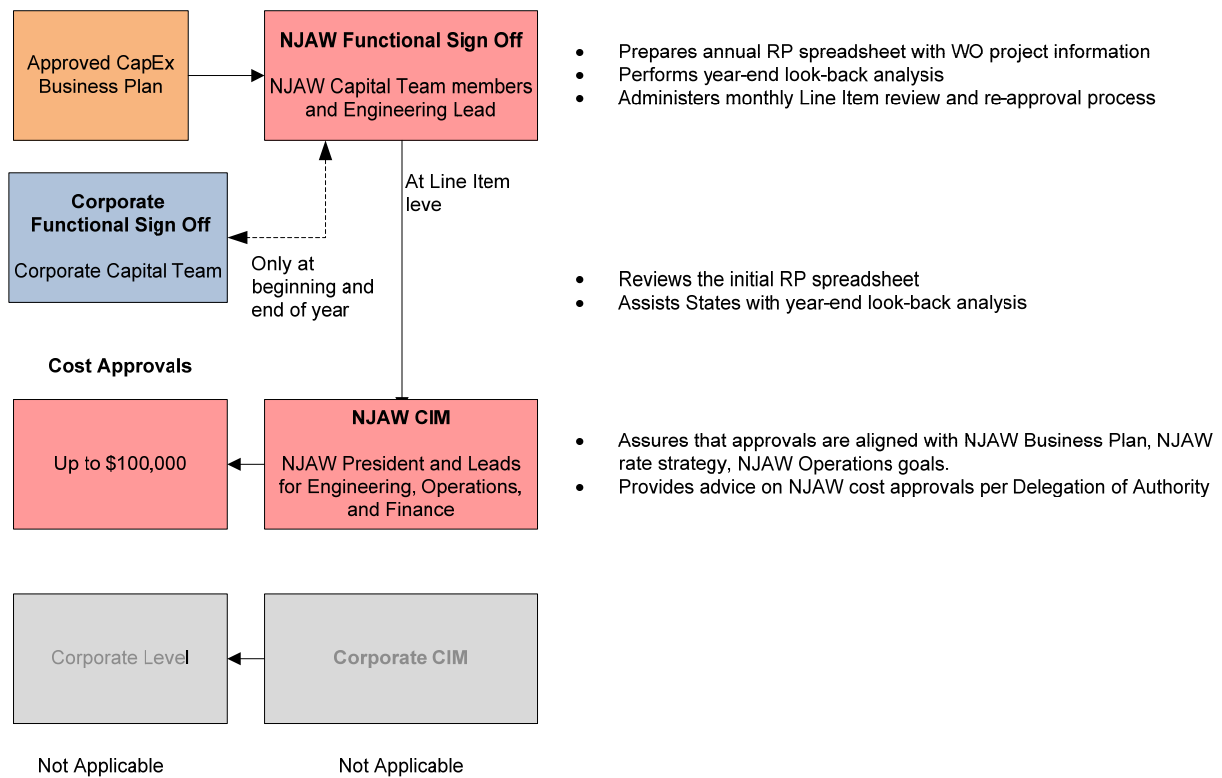 Approved CapEx
Business Plan
NJAW Functional Sign Off
NJAW Capital Team members
and Engineering Lead
• Prepares annual RP spreadsheet with WO project information
• Performs year-end look-back analysis
• Administers monthly Line Item review and re-approval process
At Line Item
leve
Corporate
Functional Sign Off
Corporate Capital Team
Only at
beginning and
end of year
• Reviews the initial RP spreadsheet
• Assists States with year-end look-back analysis
Cost Approvals
Up to $100,000
NJAW CIM
NJAW President and Leads
for Engineering, Operations,
and Finance
• Assures that approvals are aligned with NJAW Business Plan, NJAW
rate strategy, NJAW Operations goals.
• Provides advice on NJAW cost approvals per Delegation of Authority
Corporate Level
Corporate CIM
Not Applicable
Not Applicable